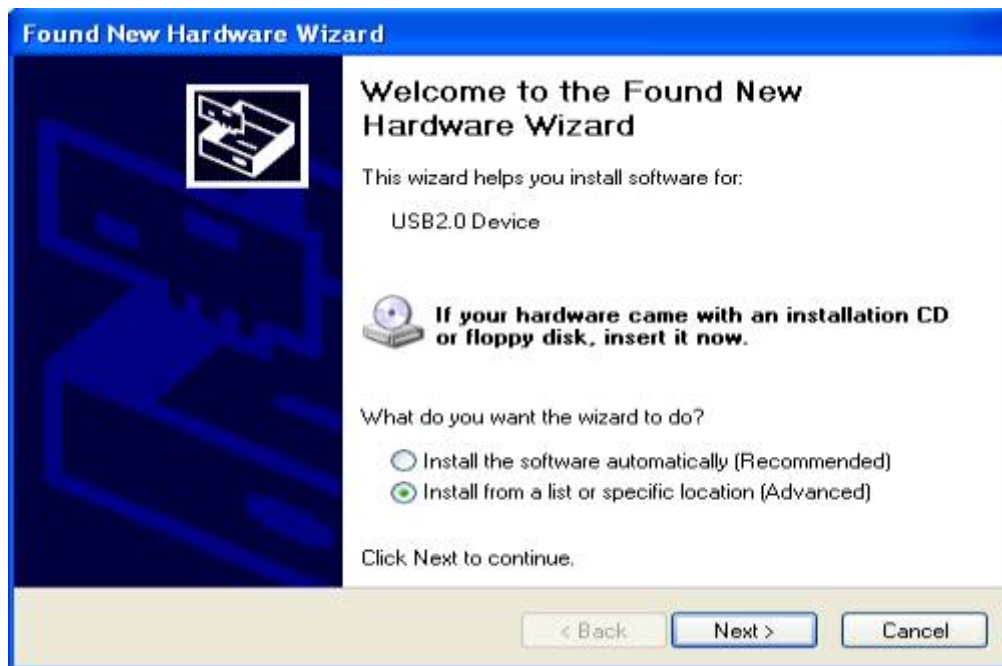 Found New Hardware Wizard
Welcome to the Found New
Hardware Wizard
This wizard helps you install software for:
USB2.0 Device
If your hardware came with an installation CD
or floppy disk, insert it now.
What do you want the wizard to do?
Install the software automatically (Recommended)
Install from a list or specific location (Advanced)
Click Next to continue.
< Back
Next >
Cancel